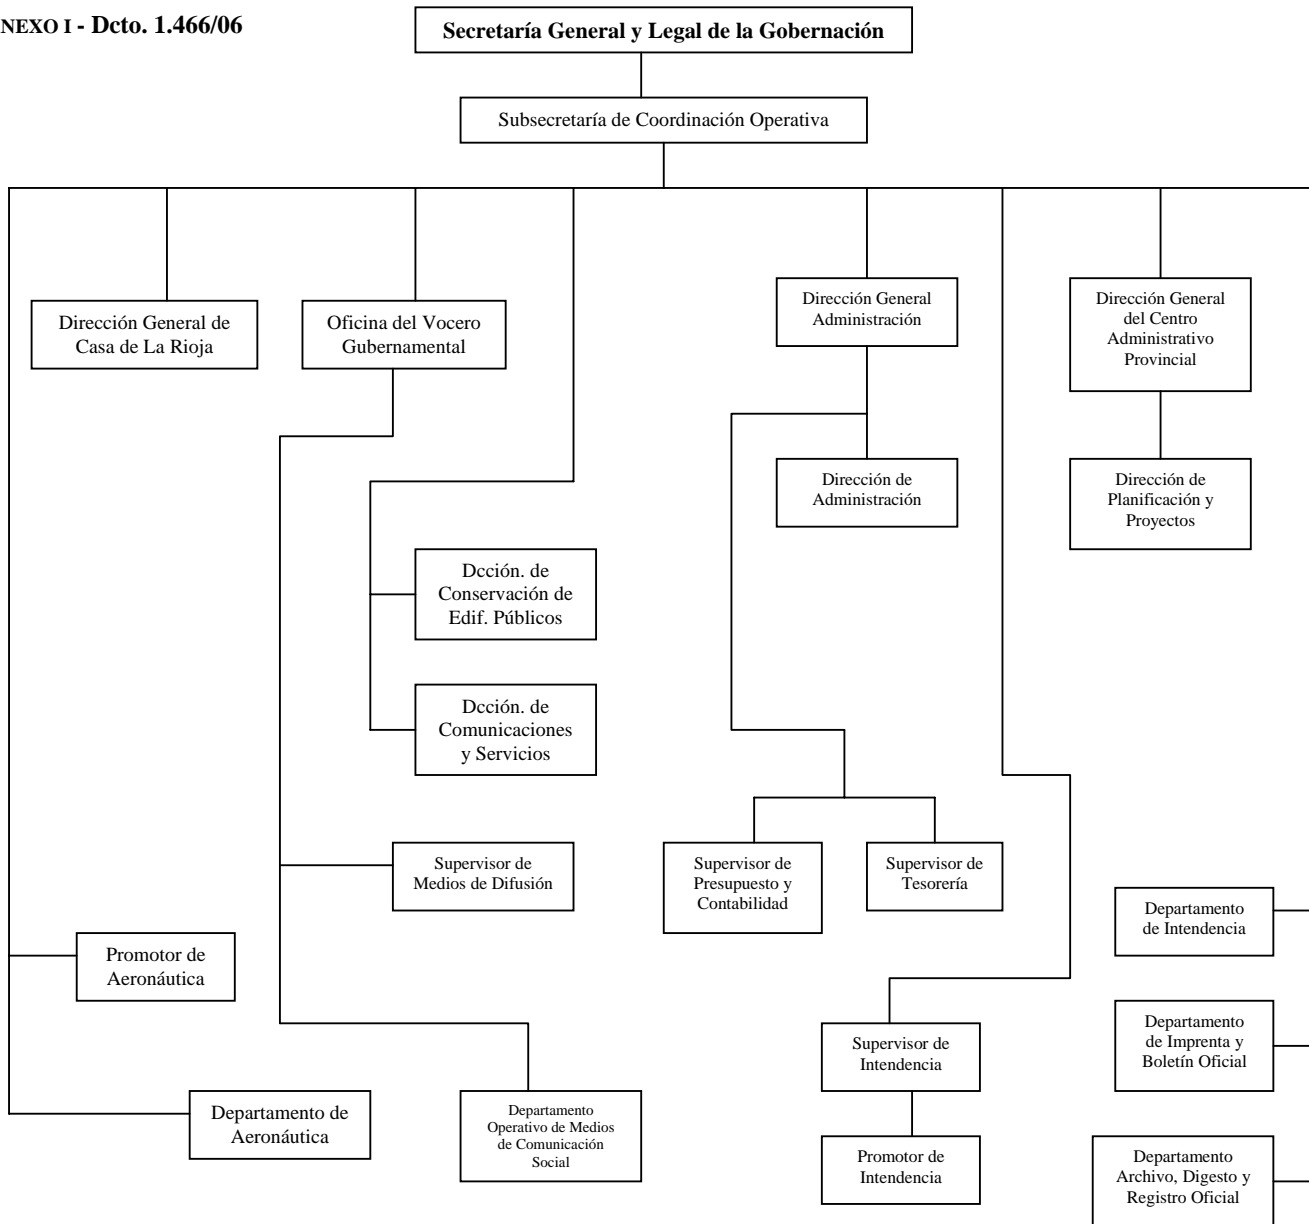 NEXO I - Dcto. 1.466/06
Secretaría General y Legal de la Gobernación
Subsecretaría de Coordinación Operativa
Dirección General de
Casa de La Rioja
Oficina del Vocero
Gubernamental
Dirección General
Administración
Dirección General
del Centro
Administrativo
Provincial
Dirección de
Administración
Dirección de
Planificación y
Proyectos
Dcción. de
Conservación de
Edif. Públicos
Dcción. de
Comunicaciones
y Servicios
Supervisor de
Medios de Difusión
Supervisor de
Presupuesto y
Contabilidad
Supervisor de
Tesorería
Departamento
de Intendencia
Promotor de
Aeronáutica
Departamento
de Imprenta y
Boletín Oficial
Supervisor de
Intendencia
Departamento de
Aeronáutica
Departamento
Operativo de Medios
de Comunicación
Social
Promotor de
Intendencia
Departamento
Archivo, Digesto y
Registro Oficial